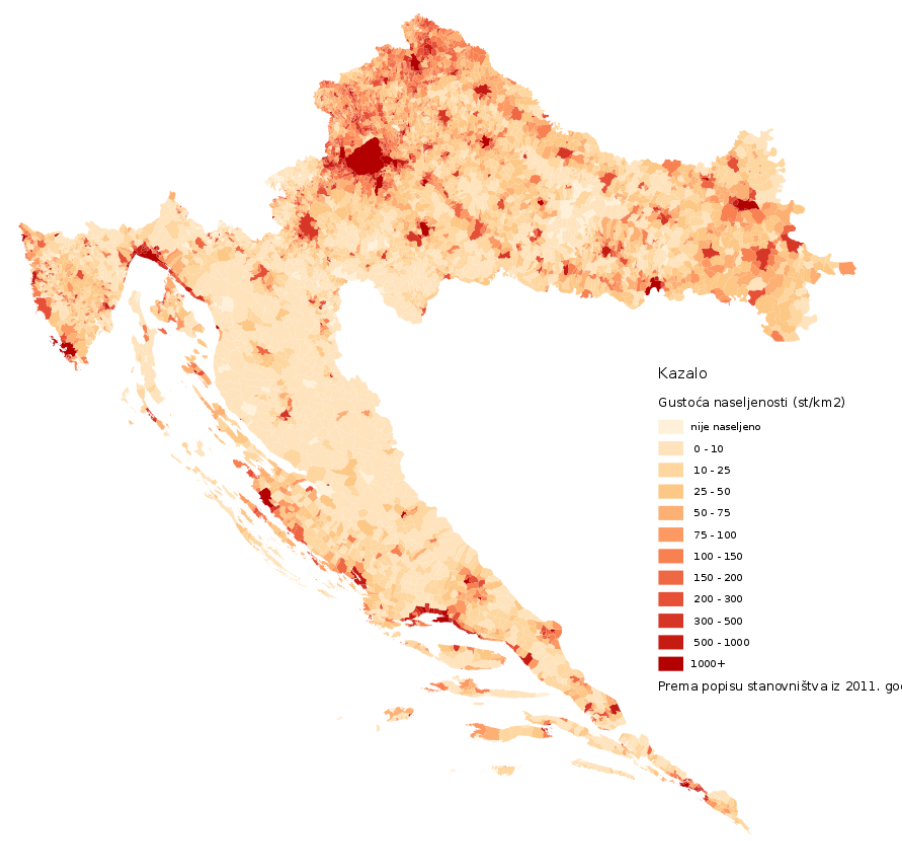 Kazalo
Gustoća naseljenosti (st/km2)
nije naseljeno
0 - 10
10 - 25
25 - 50
50 - 75
75 - 100
100 - 150
150 - 200
200 - 300
300 - 500
500 - 1000
1000+
Prema popisu stanovništva iz 2011. go